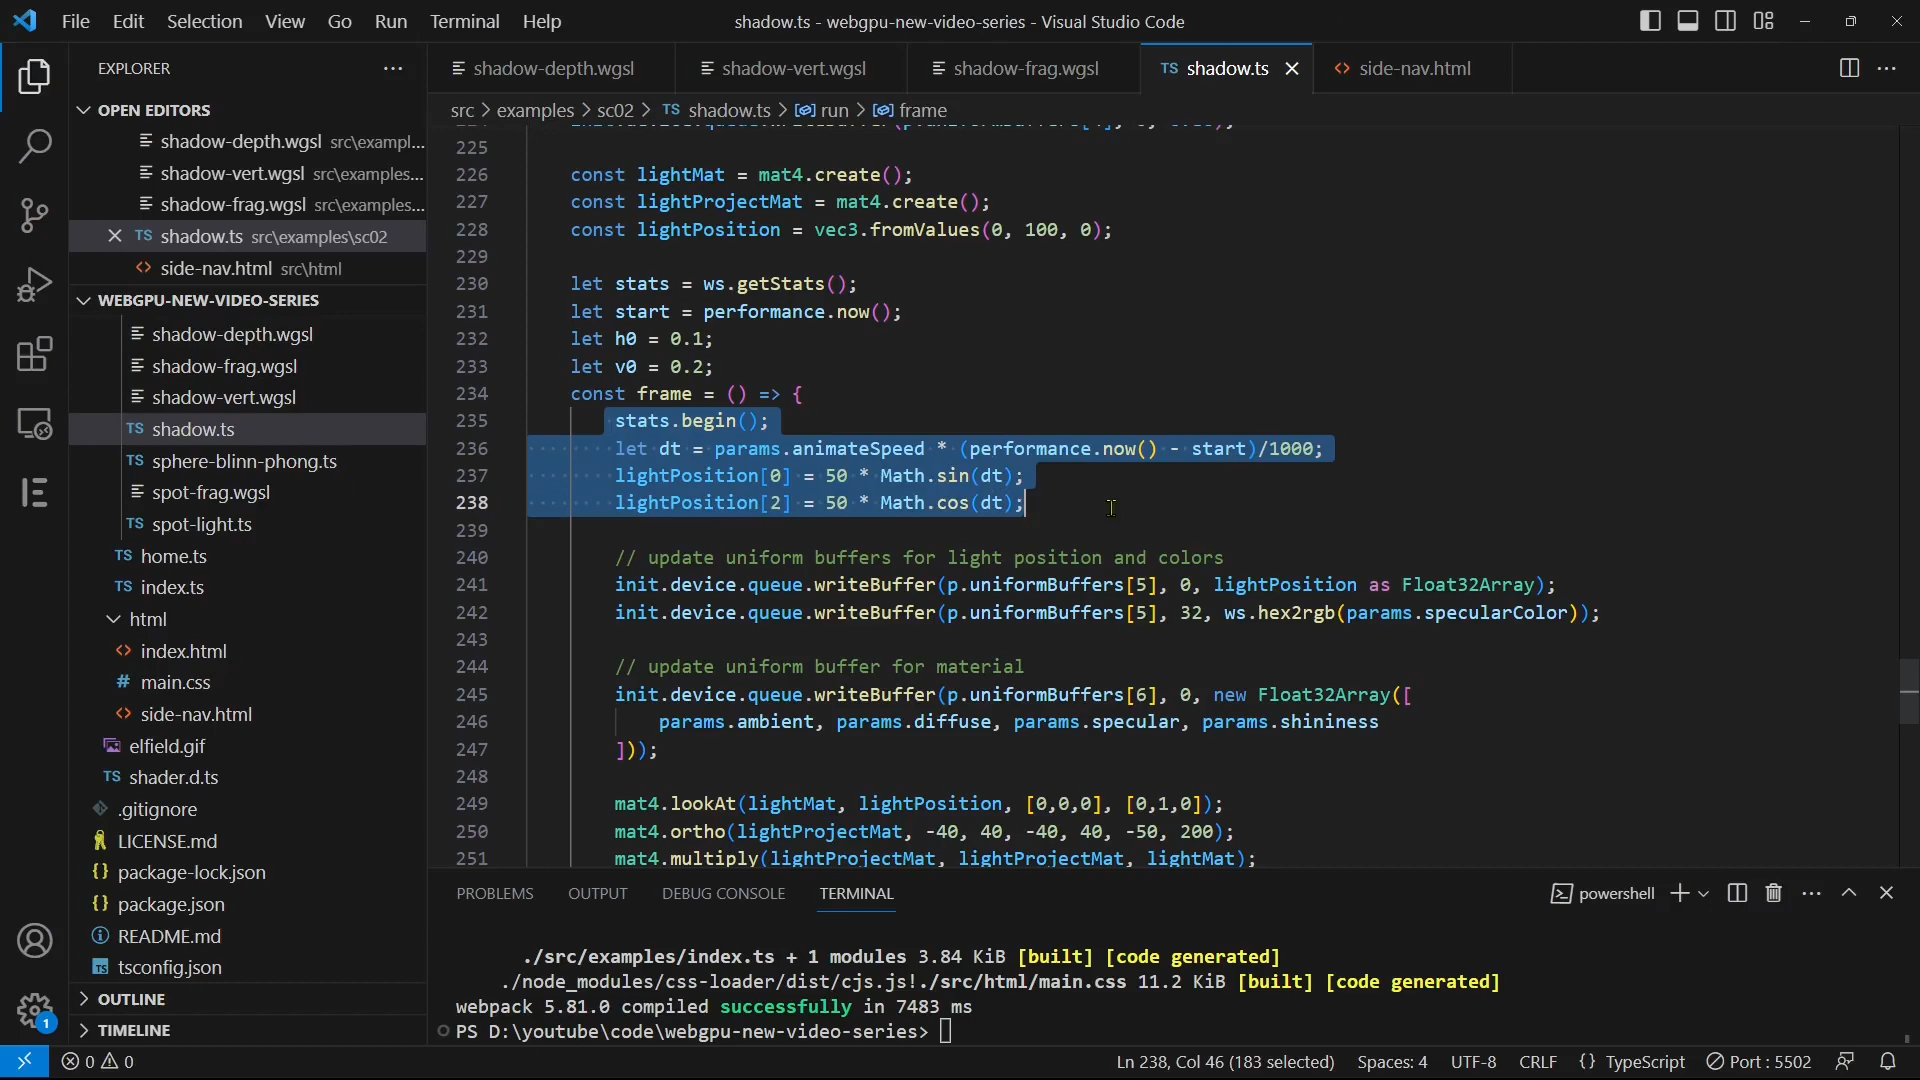 File Edit Selection View Go Run Terminal Help
shadow.ts - webgpu-new-video-series - Visual Studio Code
EXPLORER
OPEN EDITORS
shadow-depth.wgsl src\exampl...
shadow-vert.wgsl src\examples...
shadow-frag.wgsl src\examples...
TS shadow.ts src\examples\sc02
<> side-nav.html src\html
WEBGPU-NEW-VIDEO-SERIES
shadow-depth.wgsl
shadow-frag.wgsl
shadow-vert.wgsl
TS shadow.ts
TS sphere-blinn-phong.ts
spot-frag.wgsl
TS spot-light.ts
TS home.ts
TS index.ts
html
<> index.html
# main.css
<> side-nav.html
elfield.gif
TS shader.d.ts
.gitignore
LICENSE.md
{} package-lock.json
{} package.json
README.md
TS tsconfig.json
OUTLINE
TIMELINE
shadow-depth.wgsl shadow-vert.wgsl shadow-frag.wgsl TS shadow.ts <> side-nav.html
src > examples > sc02 > TS shadow.ts > run > frame
225
226 const lightMat = mat4.create();
227 const lightProjectMat = mat4.create();
228 const lightPosition = vec3.fromValues(0, 100, 0);
229
230 let stats = ws.getStats();
231 let start = performance.now();
232 let h0 = 0.1;
233 let v0 = 0.2;
234 const frame = () => {
235 stats.begin();
236 let dt = params.animateSpeed * (performance.now() - start)/1000;
237 lightPosition[0] = 50 * Math.sin(dt);
238 lightPosition[2] = 50 * Math.cos(dt);
239
240 // update uniform buffers for light position and colors
241 init.device.queue.writeBuffer(p.uniformBuffers[5], 0, lightPosition as Float32Array);
242 init.device.queue.writeBuffer(p.uniformBuffers[5], 32, ws.hex2rgb(params.specularColor));
243
244 // update uniform buffer for material
245 init.device.queue.writeBuffer(p.uniformBuffers[6], 0, new Float32Array([
246 params.ambient, params.diffuse, params.specular, params.shininess
247 ]));
248
249 mat4.lookAt(lightMat, lightPosition, [0,0,0], [0,1,0]);
250 mat4.ortho(lightProjectMat, -40, 40, -40, 40, -50, 200);
251 mat4.multiply(lightProjectMat, lightProjectMat, lightMat);
PROBLEMS OUTPUT DEBUG CONSOLE TERMINAL powershell
./src/examples/index.ts + 1 modules 3.84 KiB [built] [code generated]
./node_modules/css-loader/dist/cjs.js!./src/html/main.css 11.2 KiB [built] [code generated]
webpack 5.81.0 compiled successfully in 7483 ms
PS D:\youtube\code\webgpu-new-video-series>
1
0 0 Ln 238, Col 46 (183 selected) Spaces: 4 UTF-8 CRLF {} TypeScript Port : 5502